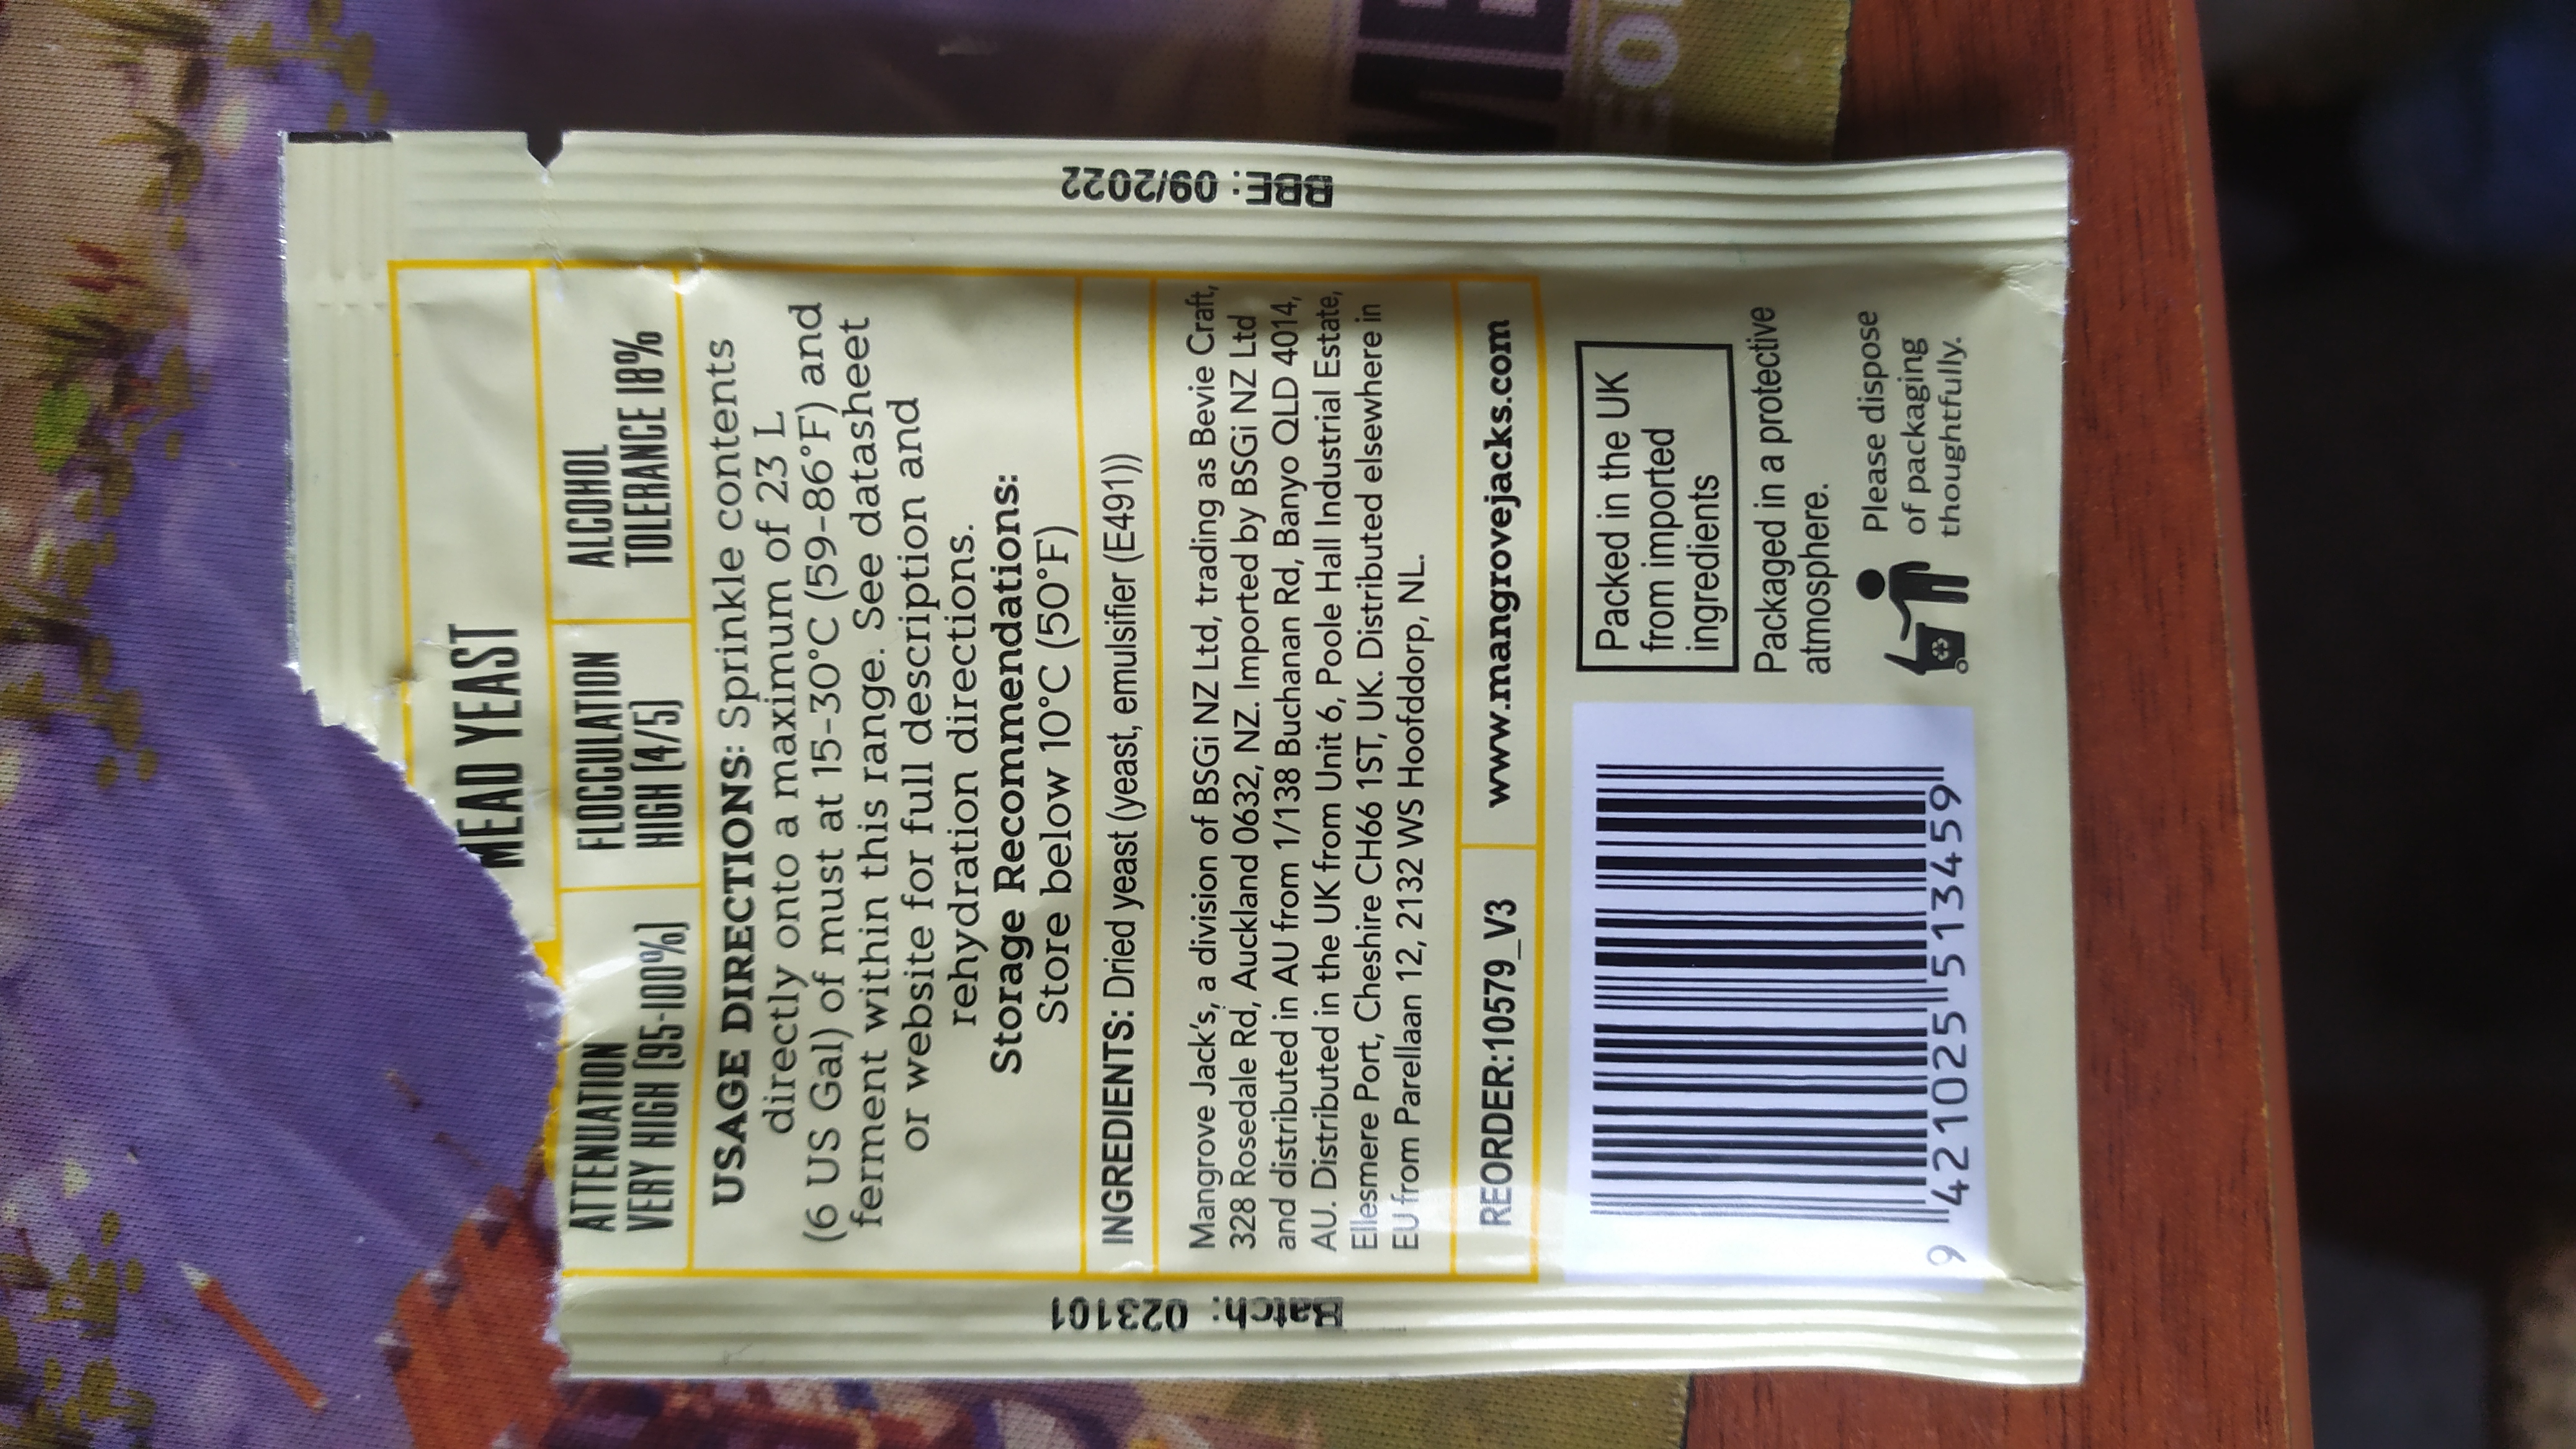 MEAD YEAST
ATTENUATION
VERY HIGH (95-100%)
FLOCCULATION
HIGH (4/5)
ALCOHOL
TOLERANCE 18%
USAGE DIRECTIONS: Sprinkle contents
directly onto a maximum of 23 L
(6 US Gal) of must at 15-30°C (59-86°F) and
ferment within this range. See datasheet
or website for full description and
rehydration directions.
Storage Recommendations:
Store below 10°C (50°F)
INGREDIENTS: Dried yeast (yeast, emulsifier (E491))
Mangrove Jack's, a division of BSGi NZ Ltd, trading as Bevie Craft,
328 Rosedale Rd, Auckland 0632, NZ. Imported by BSGi NZ Ltd
and distributed in AU from 1/138 Buchanan Rd, Banyo QLD 4014,
AU. Distributed in the UK from Unit 6, Poole Hall Industrial Estate,
Ellesmere Port, Cheshire CH66 1ST, UK. Distributed elsewhere in
EU from Parellaan 12, 2132 WS Hoofddorp, NL.
REORDER:10579_V3
www.mangrovejacks.com
9 421025 513459
Packed in the UK
from imported
ingredients
Packaged in a protective
atmosphere.
Please dispose
of packaging
thoughtfully.
Batch: 023101
BBE: 09/2022